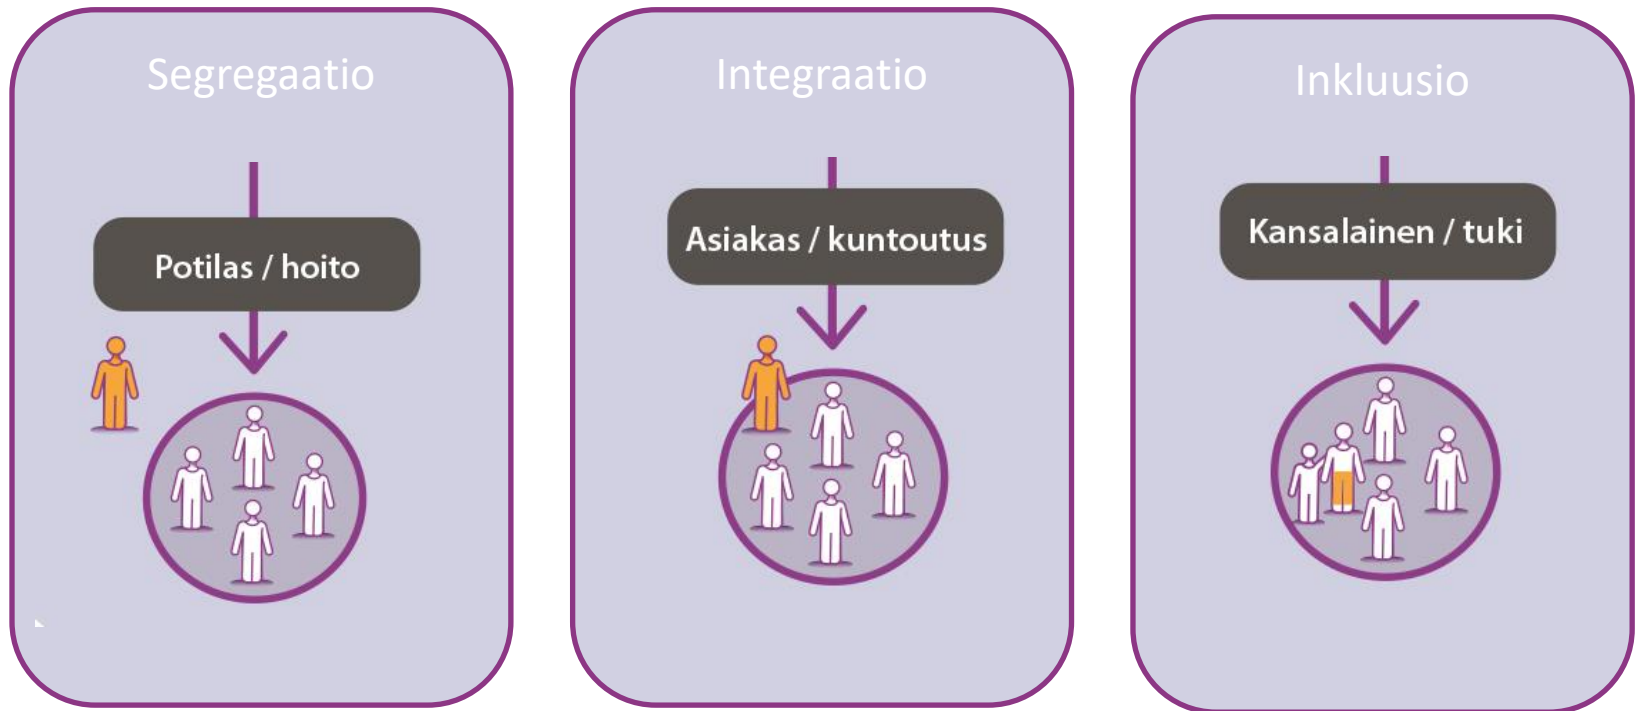 Segregaatio
Potilas / hoito
Integraatio
Asiakas / kuntoutus
Inkluusio
Kansalainen / tuki